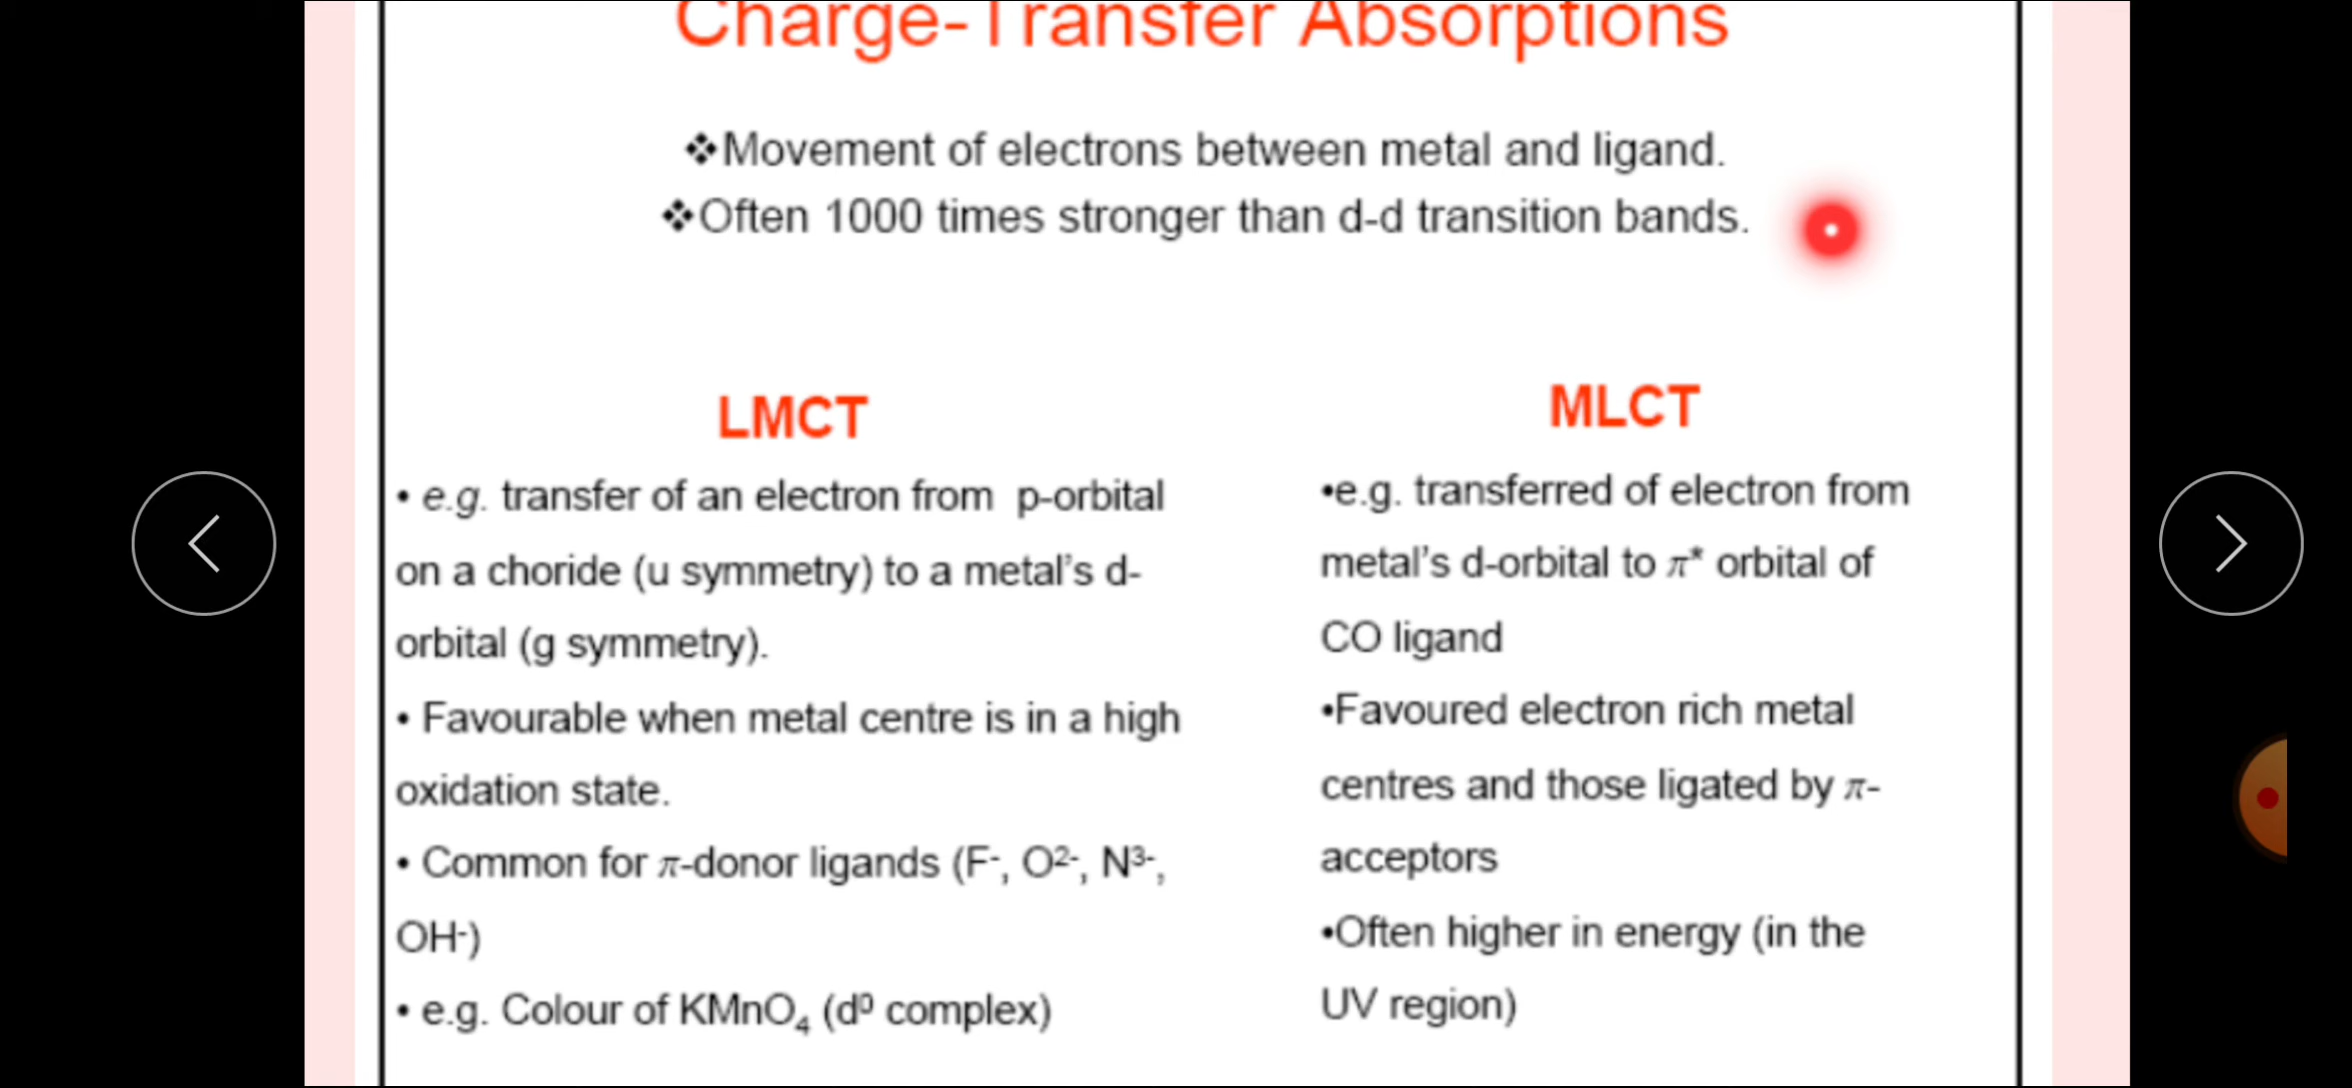 Charge-Transfer Absorptions
❖Movement of electrons between metal and ligand.
❖Often 1000 times stronger than d-d transition bands.
LMCT
• e.g. transfer of an electron from p-orbital
on a choride (u symmetry) to a metal's d-
orbital (g symmetry).
• Favourable when metal centre is in a high
oxidation state.
• Common for π-donor ligands (F⁻, O²⁻, N³⁻,
OH⁻)
• e.g. Colour of KMnO₄ (d⁰ complex)
MLCT
•e.g. transferred of electron from
metal's d-orbital to π* orbital of
CO ligand
•Favoured electron rich metal
centres and those ligated by π-
acceptors
•Often higher in energy (in the
UV region)